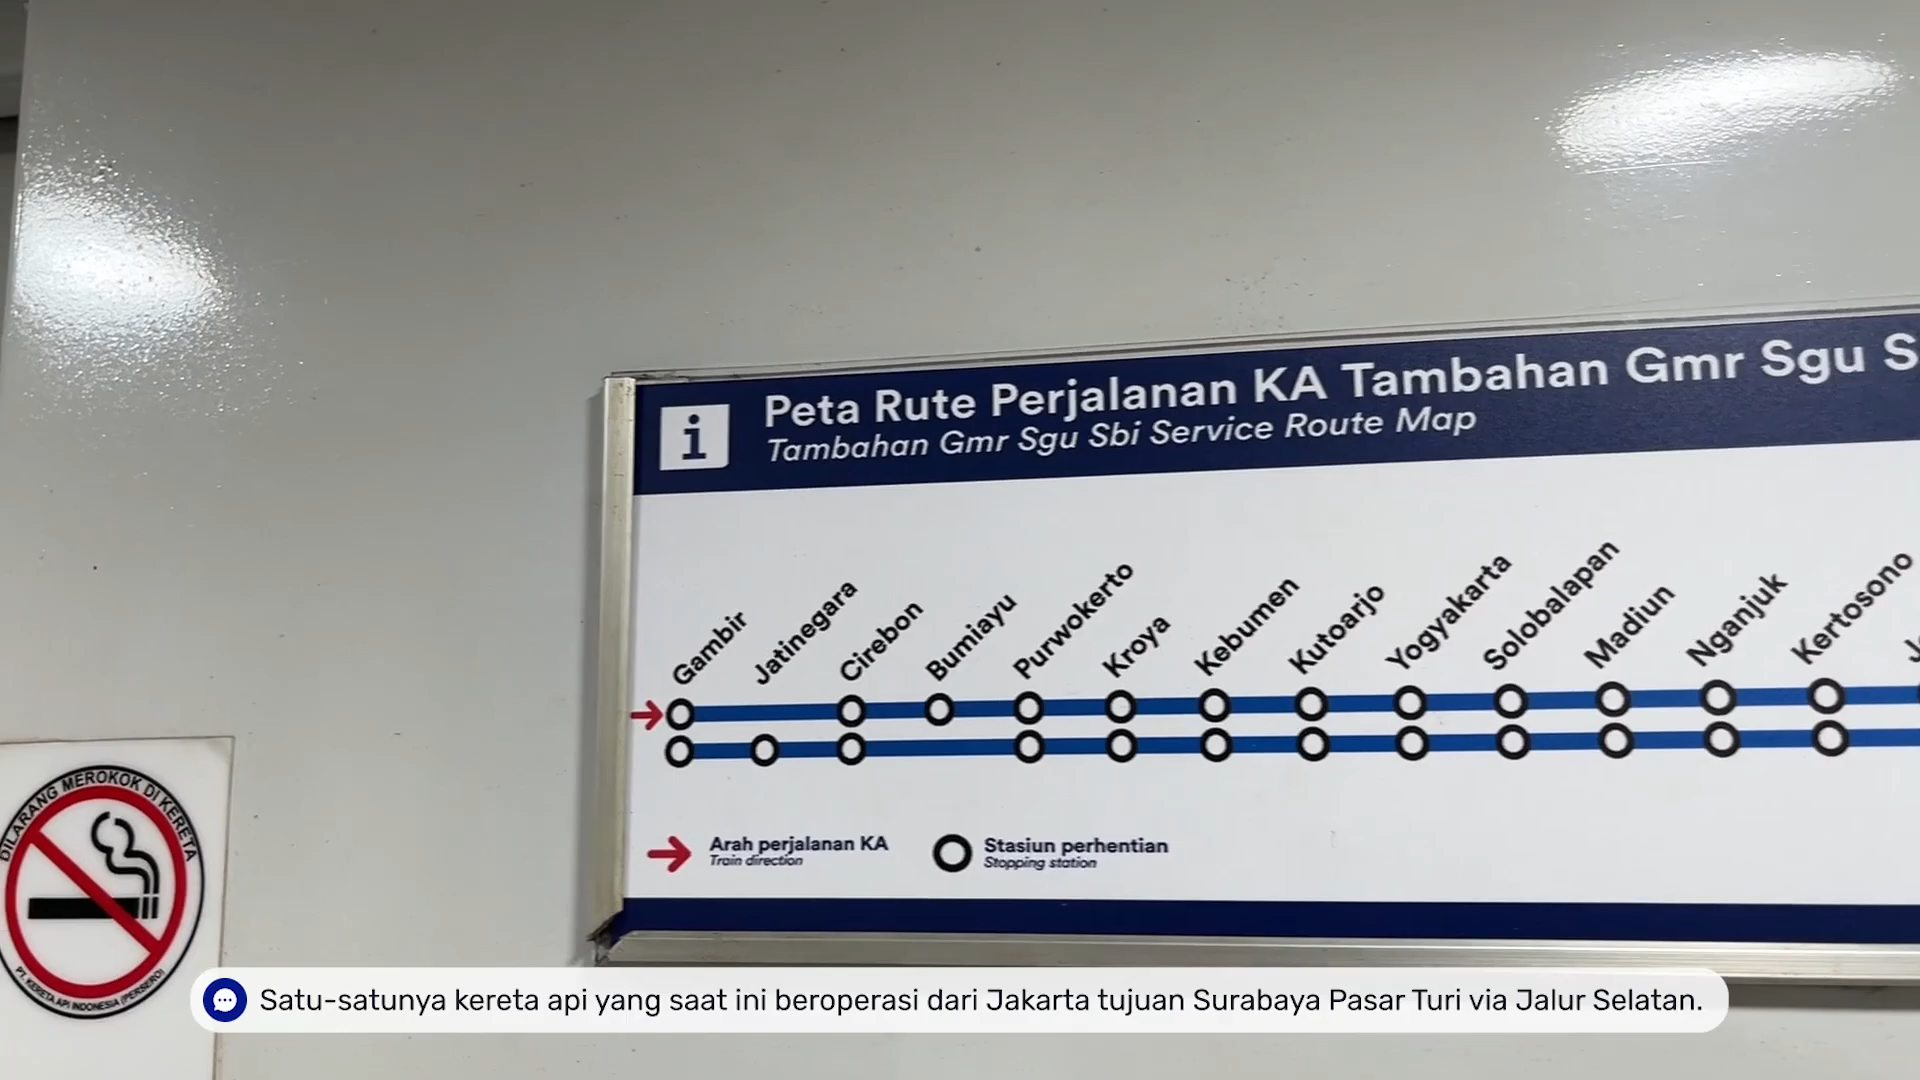 Peta Rute Perjalanan KA Tambahan Gmr Sgu
Tambahan Gmr Sgu Sbi Service Route Map
Gambir
Jatinegara
Cirebon
Bumiayu
Purwokerto
Kroya
Kebumen
Kutoarjo
Yogyakarta
Solobalapan
Madiun
Nganjuk
Kertosono
Arah perjalanan KA
Train direction
Stasiun perhentian
Stopping station
DILARANG MEROKOK DI KERETA
PT. KERETA API INDONESIA (PERSERO)
Satu-satunya kereta api yang saat ini beroperasi dari Jakarta tujuan Surabaya Pasar Turi via Jalur Selatan.